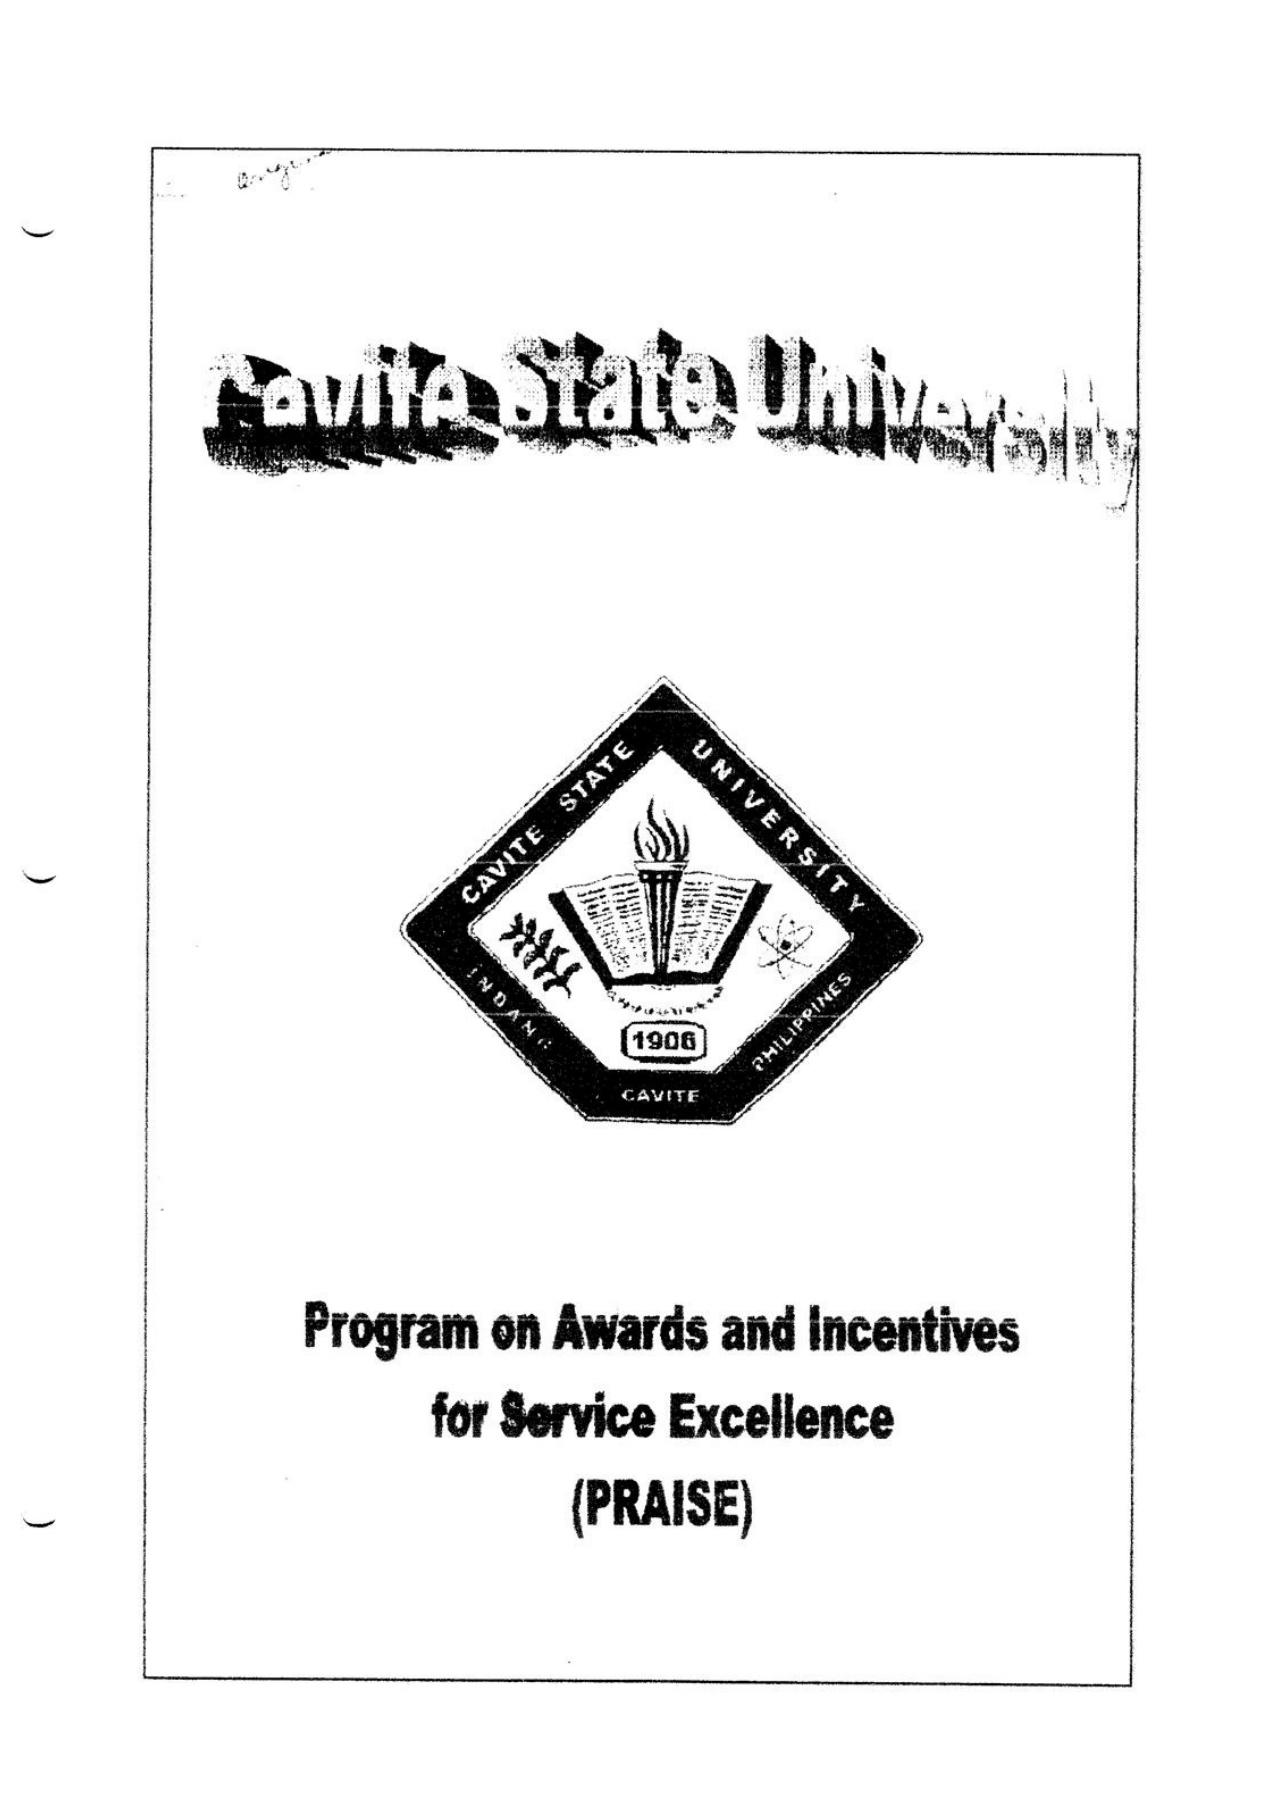 Cavite State University
CAVITE STATE UNIVERSITY
INDANG
CAVITE
PHILIPPINES
1906
Program on Awards and Incentives
for Service Excellence
(PRAISE)